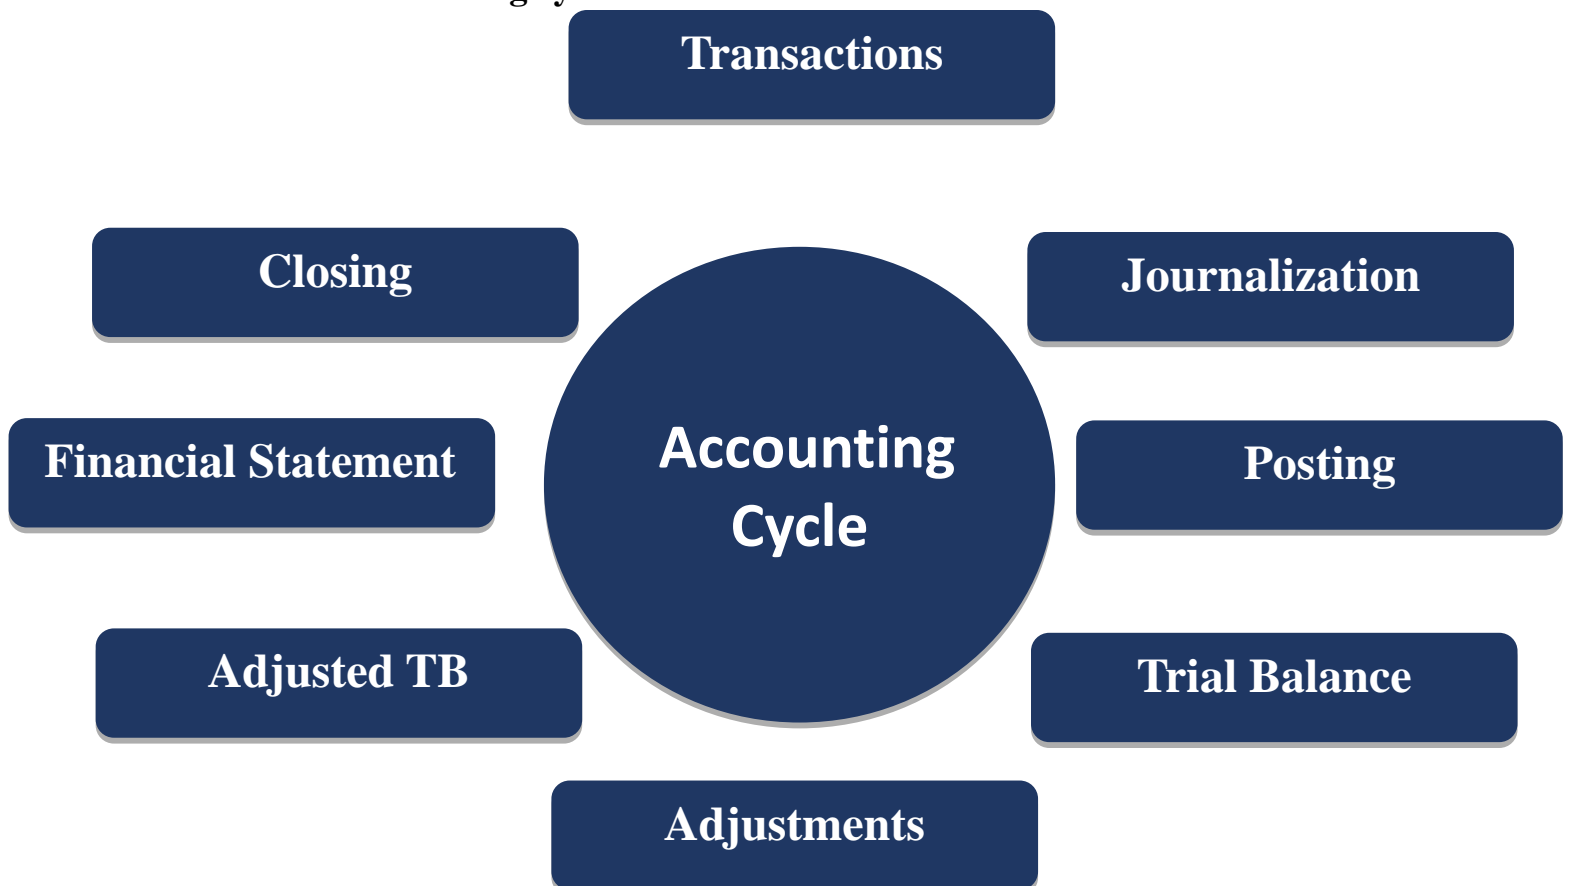 Transactions
Closing
Journalization
Accounting
Cycle
Financial Statement
Posting
Adjusted TB
Trial Balance
Adjustments